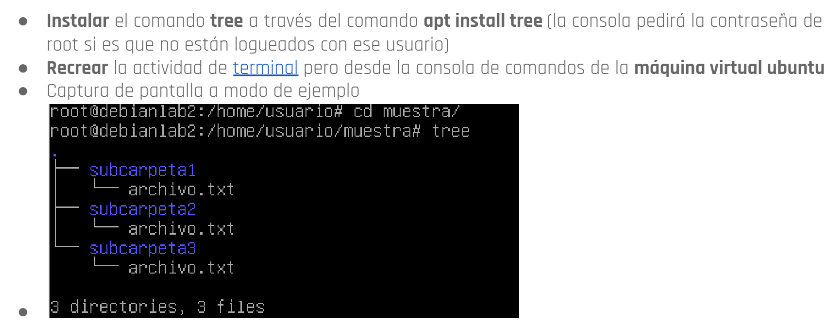 ● Instalar el comando tree a través del comando apt install tree (la consola pedirá la contraseña de
root si es que no están logueados con ese usuario)
● Recrear la actividad de terminal pero desde la consola de comandos de la máquina virtual ubuntu
● Captura de pantalla a modo de ejemplo
root@debianlab2:/home/usuario# cd muestra/
root@debianlab2:/home/usuario/muestra# tree
.
├── subcarpeta1
│   └── archivo.txt
├── subcarpeta2
│   └── archivo.txt
└── subcarpeta3
    └── archivo.txt
● 3 directories, 3 files